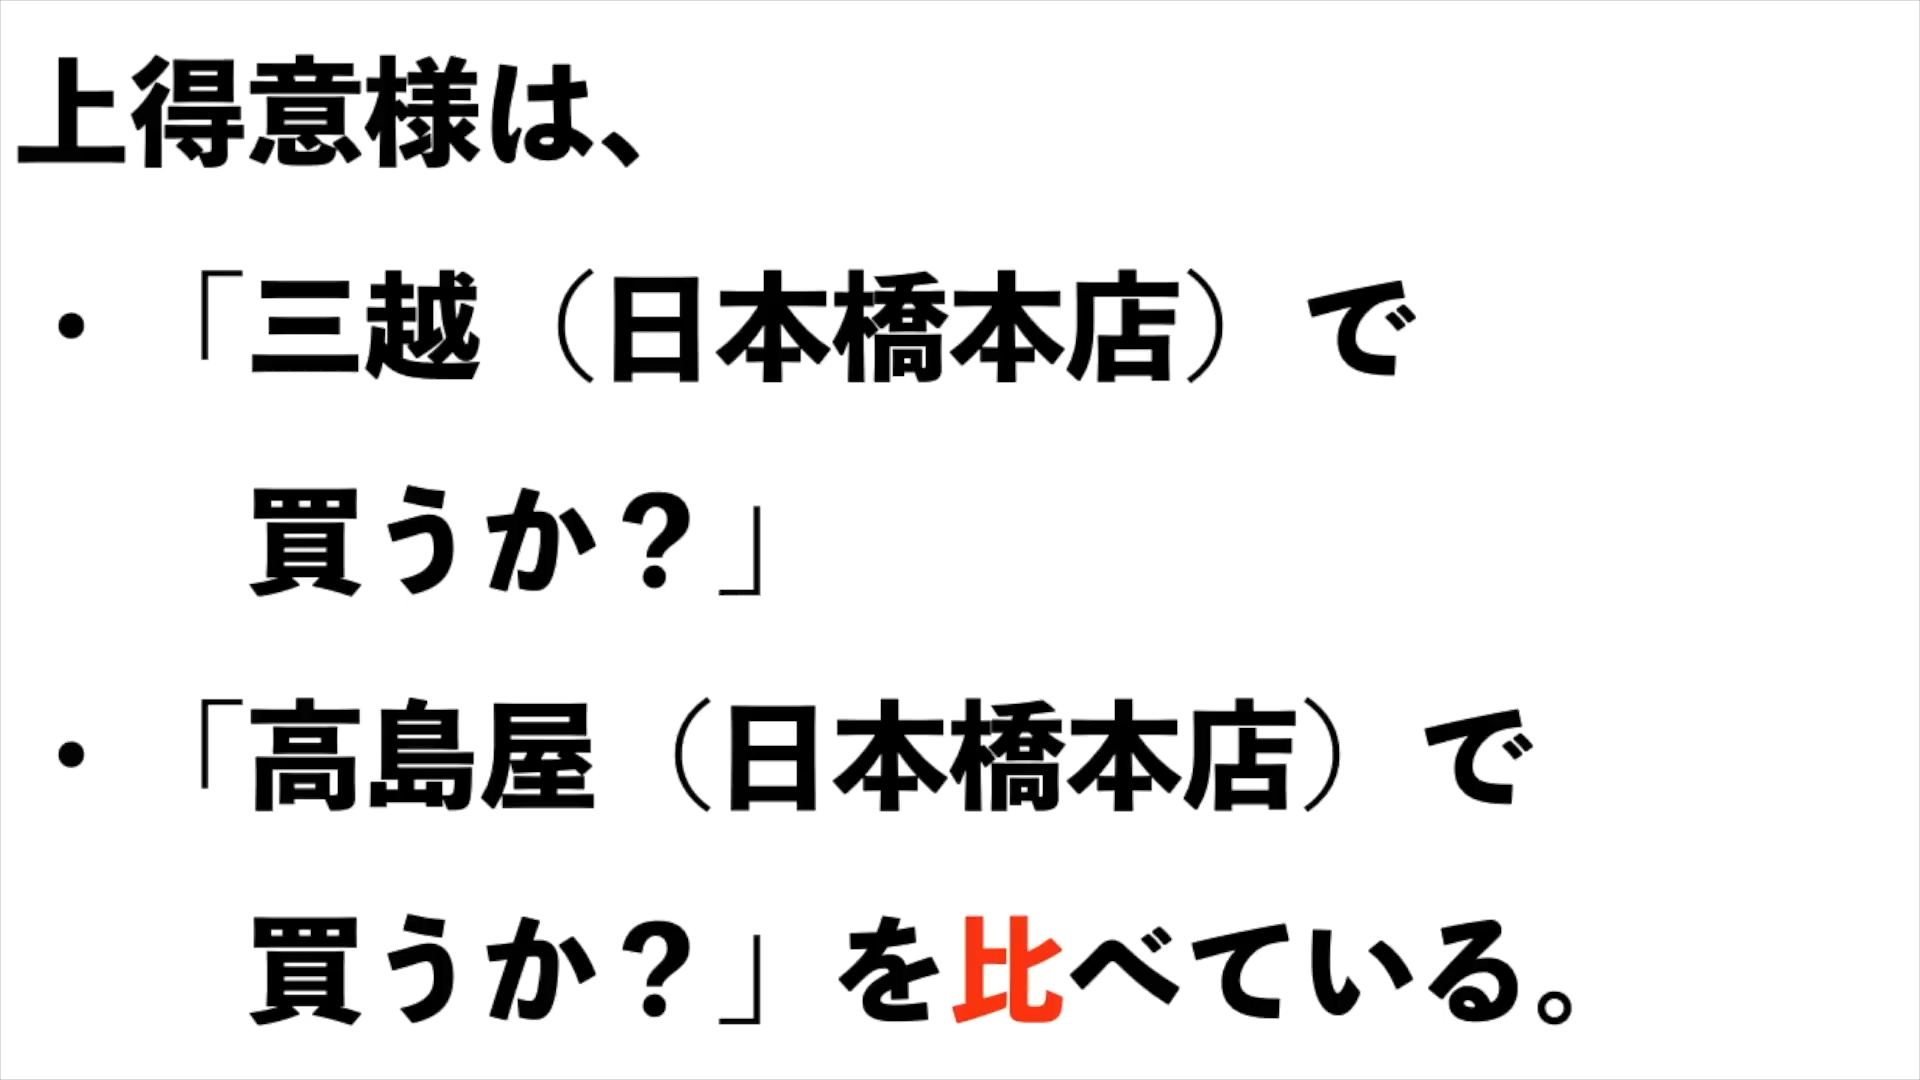 上得意様は、
・「三越（日本橋本店）で
買うか？」
・「高島屋（日本橋本店）で
買うか？」を比べている。